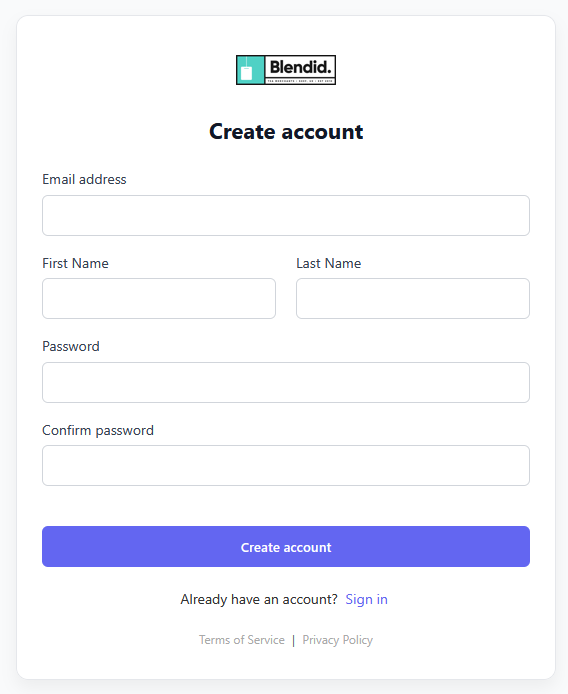 Blendid.
Create account
Email address
First Name Last Name
Password
Confirm password
Create account
Already have an account? Sign in
Terms of Service | Privacy Policy